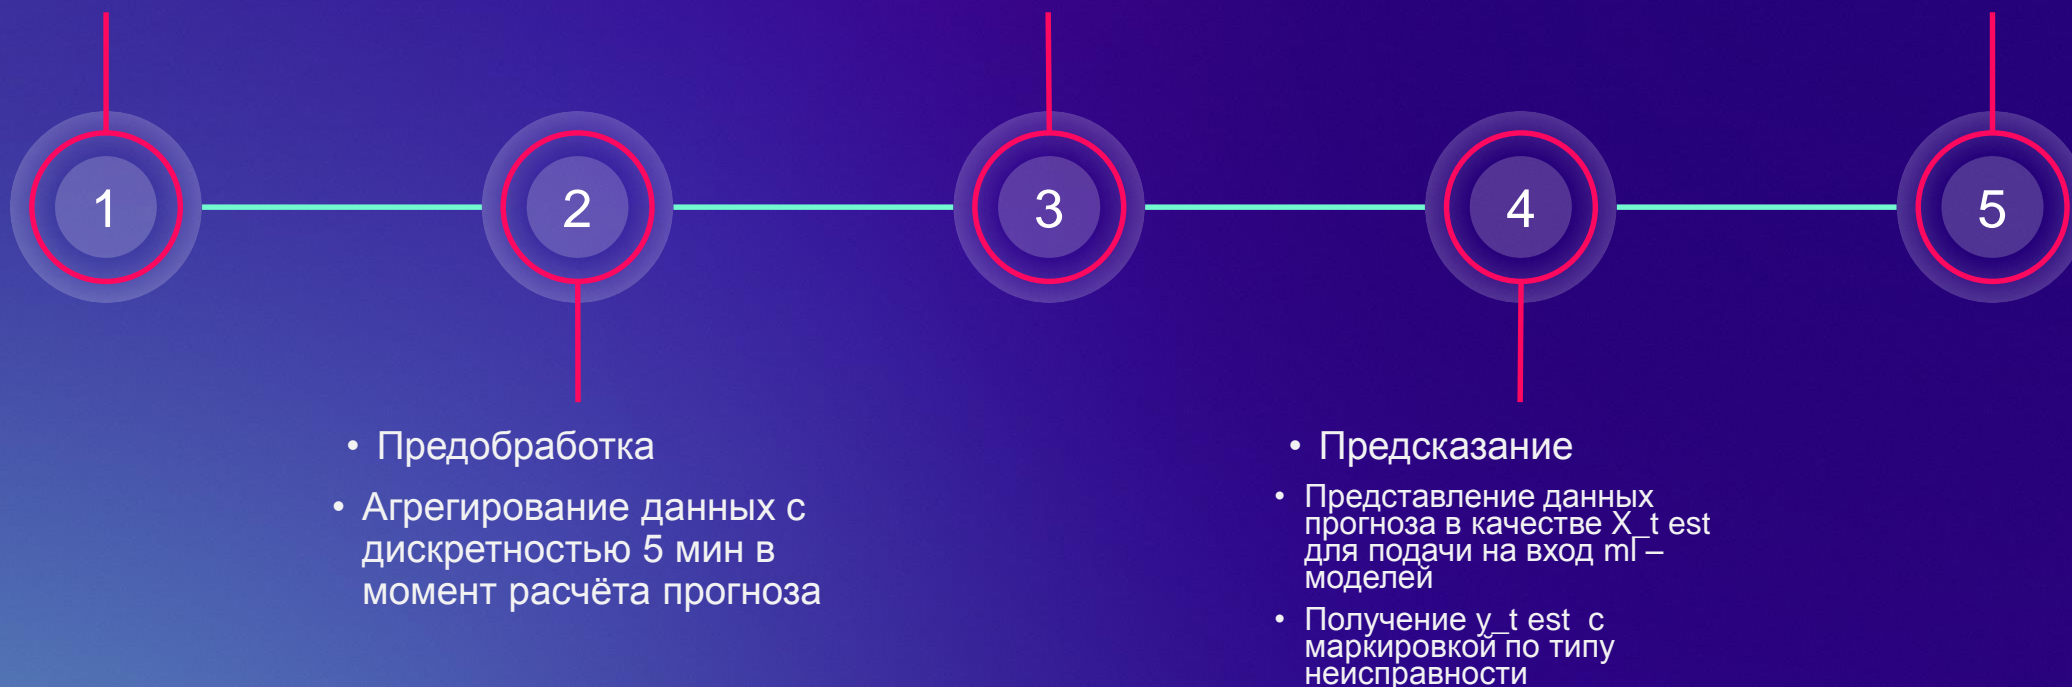 1
2
3
4
5
• Предобработка
• Агрегирование данных с
дискретностью 5 мин в
момент расчёта прогноза
• Предсказание
• Представление данных
прогноза в качестве X_t est
для подачи на вход ml –
моделей
• Получение y_t est с
маркировкой по типу
неисправности